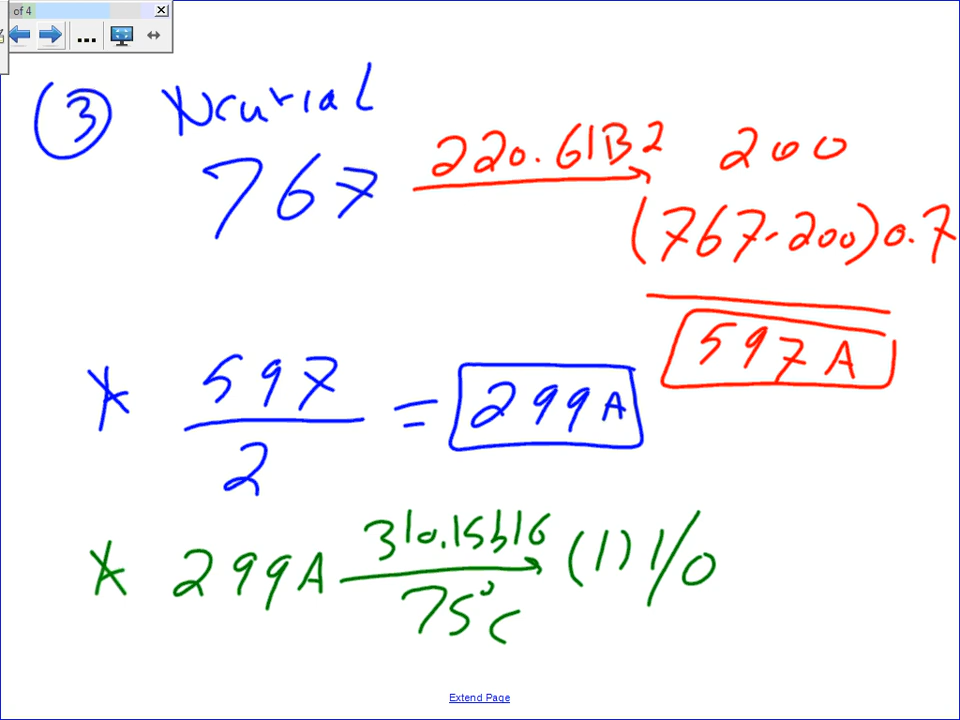 of 4
③ Neutral
767 220.61B2 200
(767-200)0.7
597A
* 597
2
= 299A
* 299A 310.15b16 (1) 1/0
75°C
Extend Page